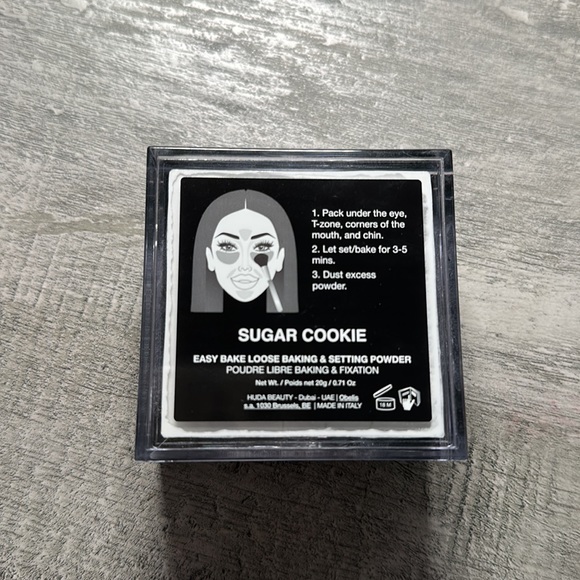 1. Pack under the eye,
T-zone, corners of the
mouth, and chin.
2. Let set/bake for 3-5
mins.
3. Dust excess
powder.
SUGAR COOKIE
EASY BAKE LOOSE BAKING & SETTING POWDER
POUDRE LIBRE BAKING & FIXATION
Net Wt. / Poids net 20g / 0.71 Oz
HUDA BEAUTY - Dubai - UAE | Obelis
s.a. 1030 Brussels, BE | MADE IN ITALY
18 M